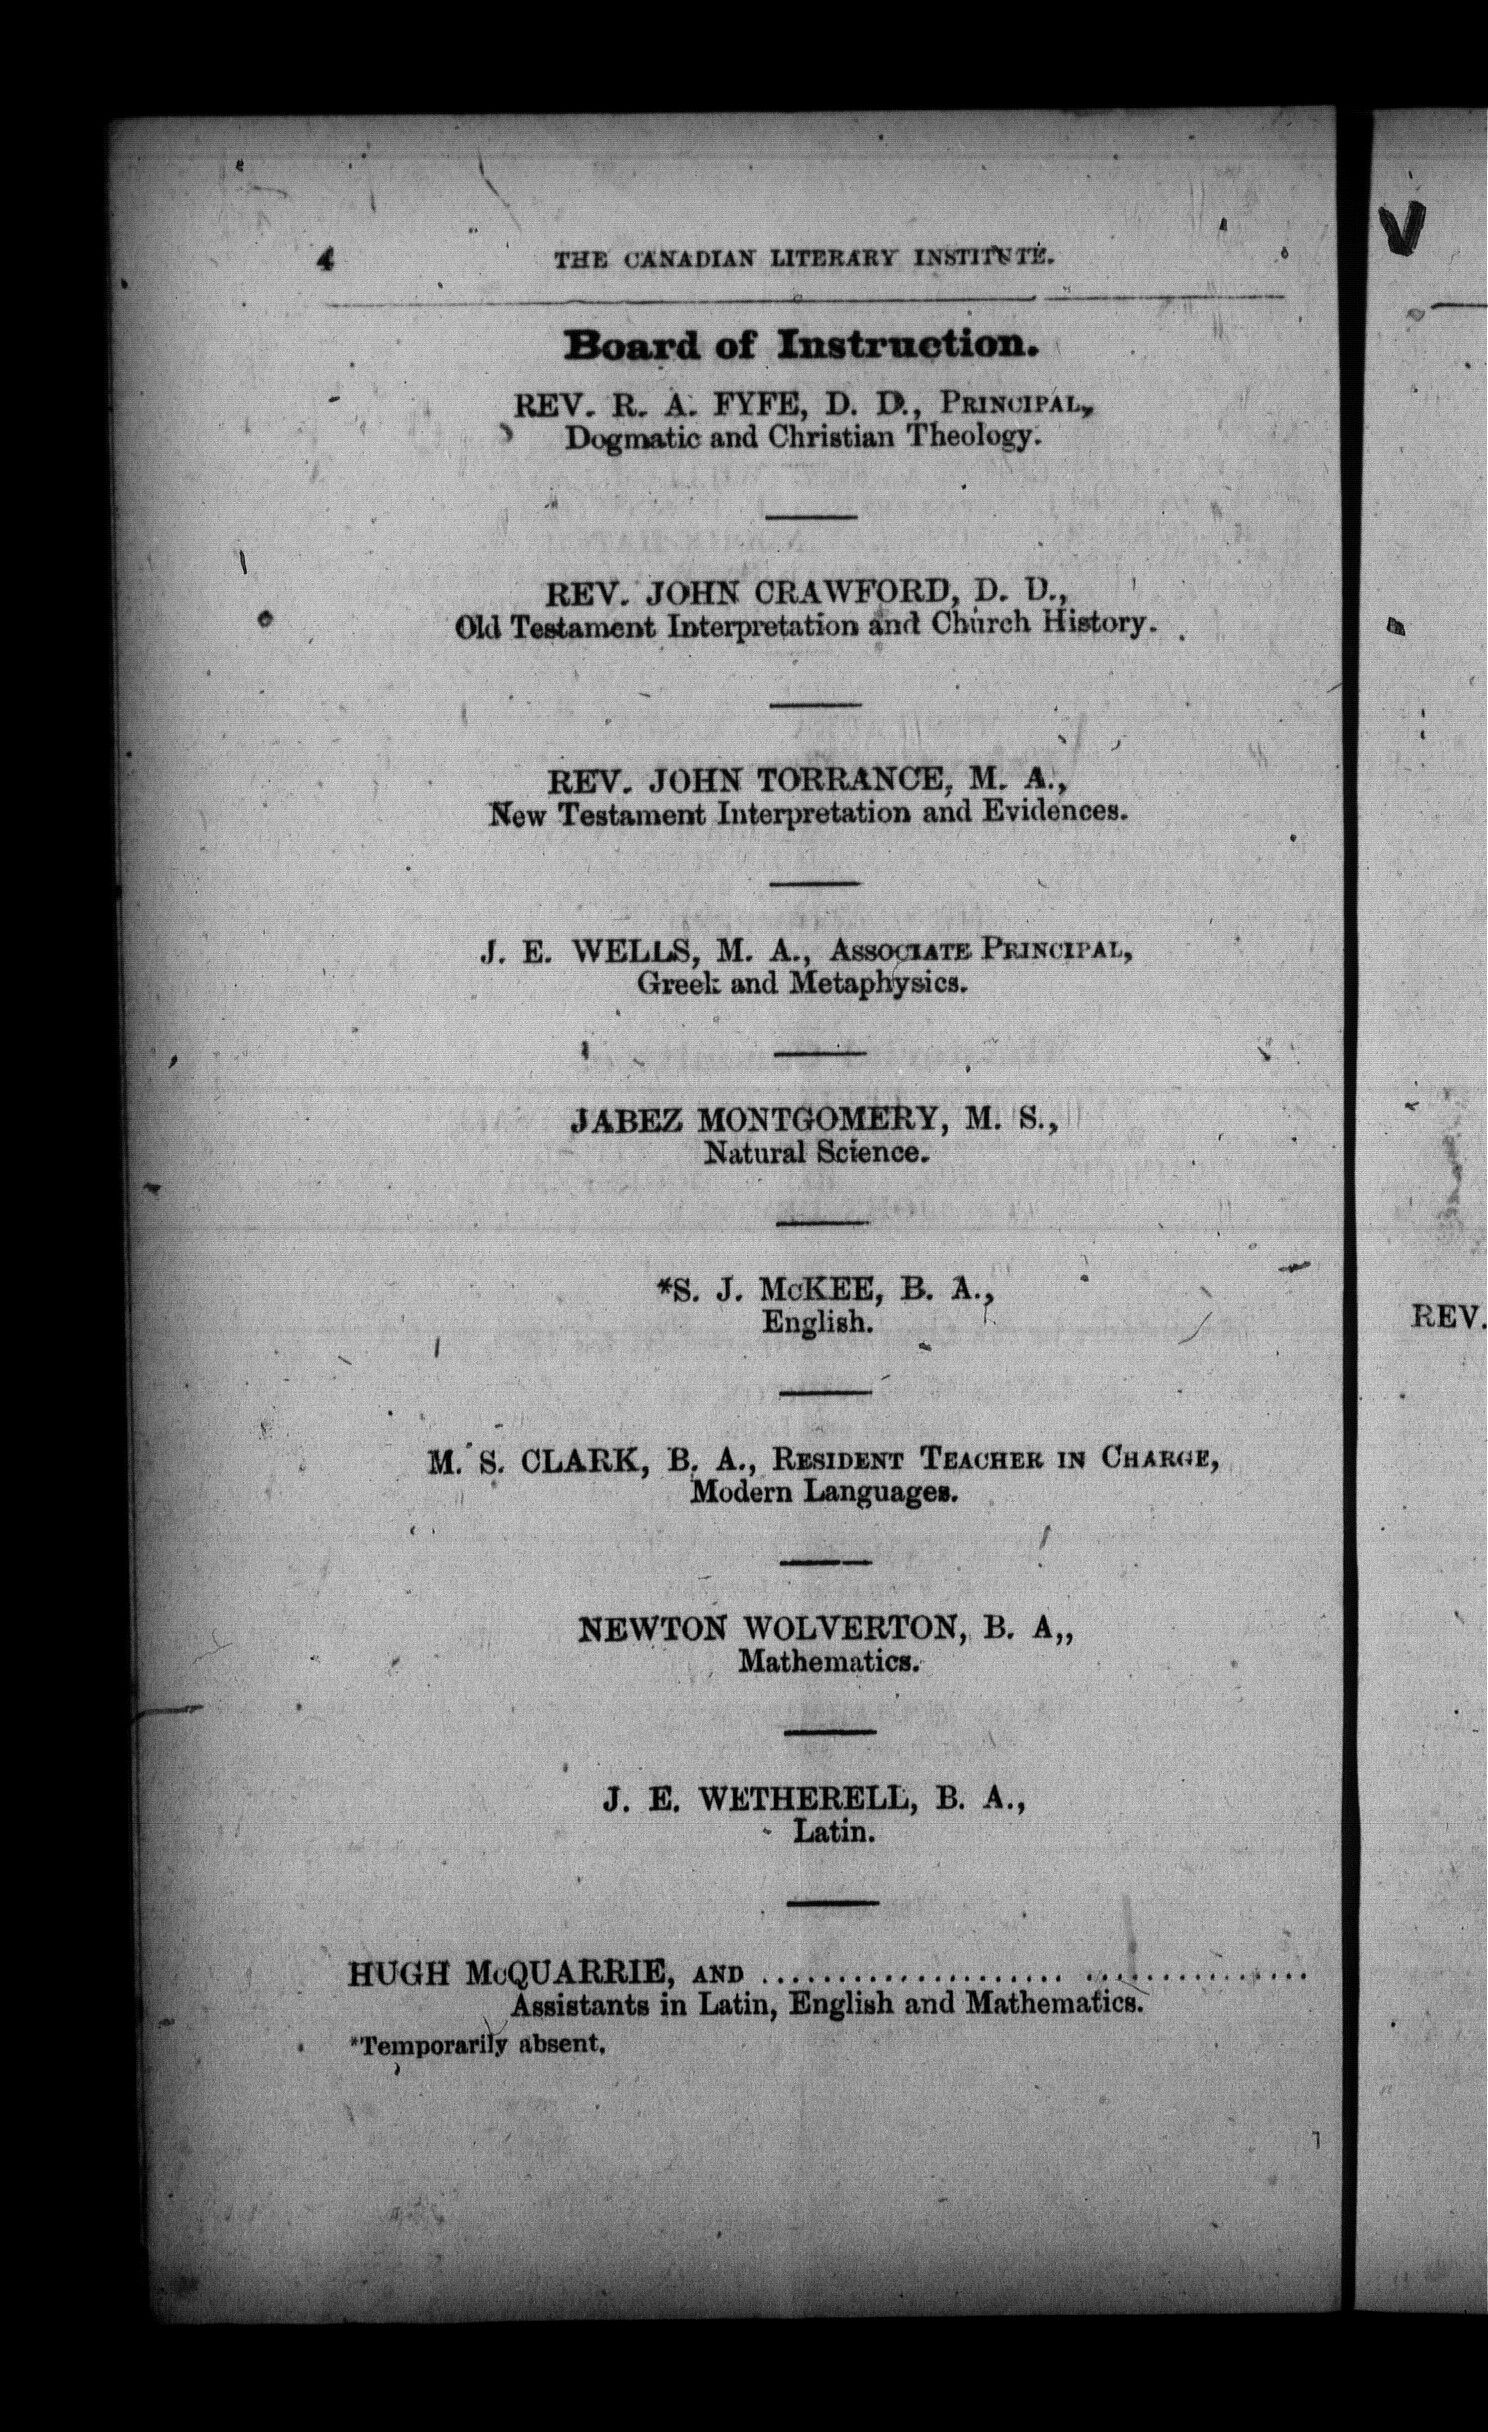 4 THE CANADIAN LITERARY INSTITUTE.
Board of Instruction.
REV. R. A. FYFE, D. D., PRINCIPAL,
Dogmatic and Christian Theology.
REV. JOHN CRAWFORD, D. D.,
Old Testament Interpretation and Church History.
REV. JOHN TORRANCE, M. A.,
New Testament Interpretation and Evidences.
J. E. WELLS, M. A., ASSOCIATE PRINCIPAL,
Greek and Metaphysics.
JABEZ MONTGOMERY, M. S.,
Natural Science.
*S. J. McKEE, B. A.,
English.
M. S. CLARK, B. A., RESIDENT TEACHER IN CHARGE,
Modern Languages.
NEWTON WOLVERTON, B. A,,
Mathematics.
J. E. WETHERELL, B. A.,
Latin.
HUGH McQUARRIE, AND ...................................
Assistants in Latin, English and Mathematics.
*Temporarily absent.
REV.